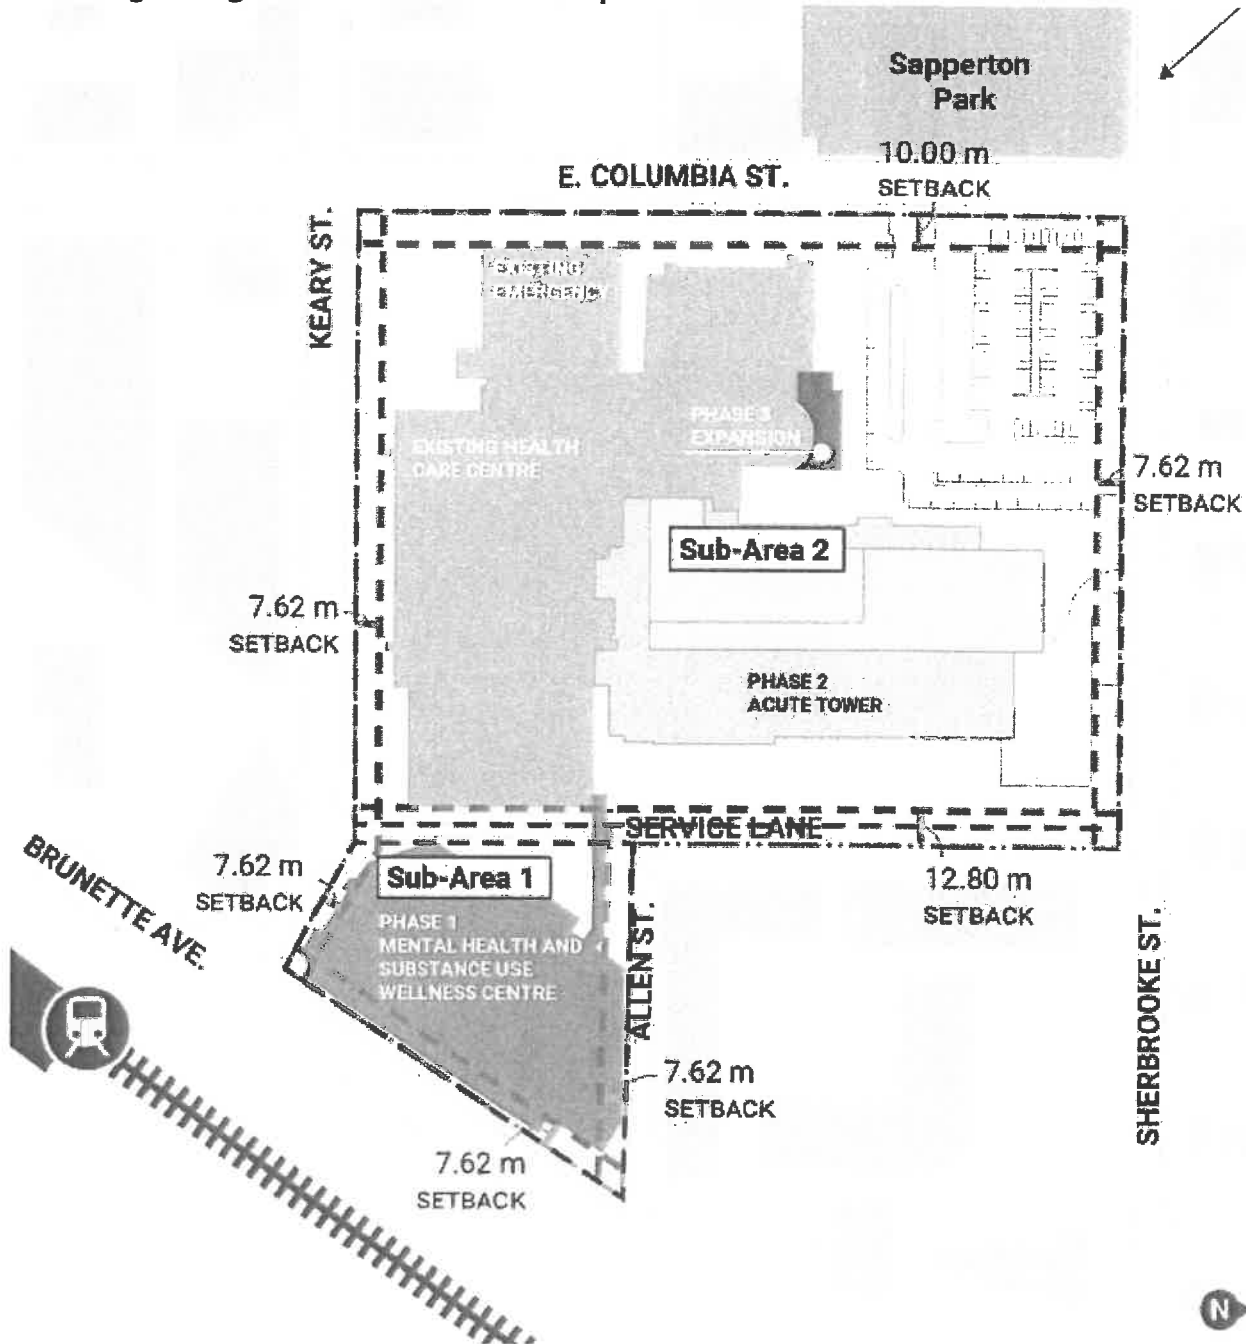 Sapperton
Park
10.00 m
SETBACK
E. COLUMBIA ST.
KEARY ST.
EXISTING
EMERGENCY
PHASE 3
EXPANSION
EXISTING HEALTH
CARE CENTRE
7.62 m
SETBACK
Sub-Area 2
7.62 m
SETBACK
PHASE 2
ACUTE TOWER
SERVICE LANE
BRUNETTE AVE.
7.62 m
SETBACK
Sub-Area 1
12.80 m
SETBACK
PHASE 1
MENTAL HEALTH AND
SUBSTANCE USE
WELLNESS CENTRE
ALLEN ST.
SHERBROOKE ST.
7.62 m
SETBACK
7.62 m
SETBACK
N